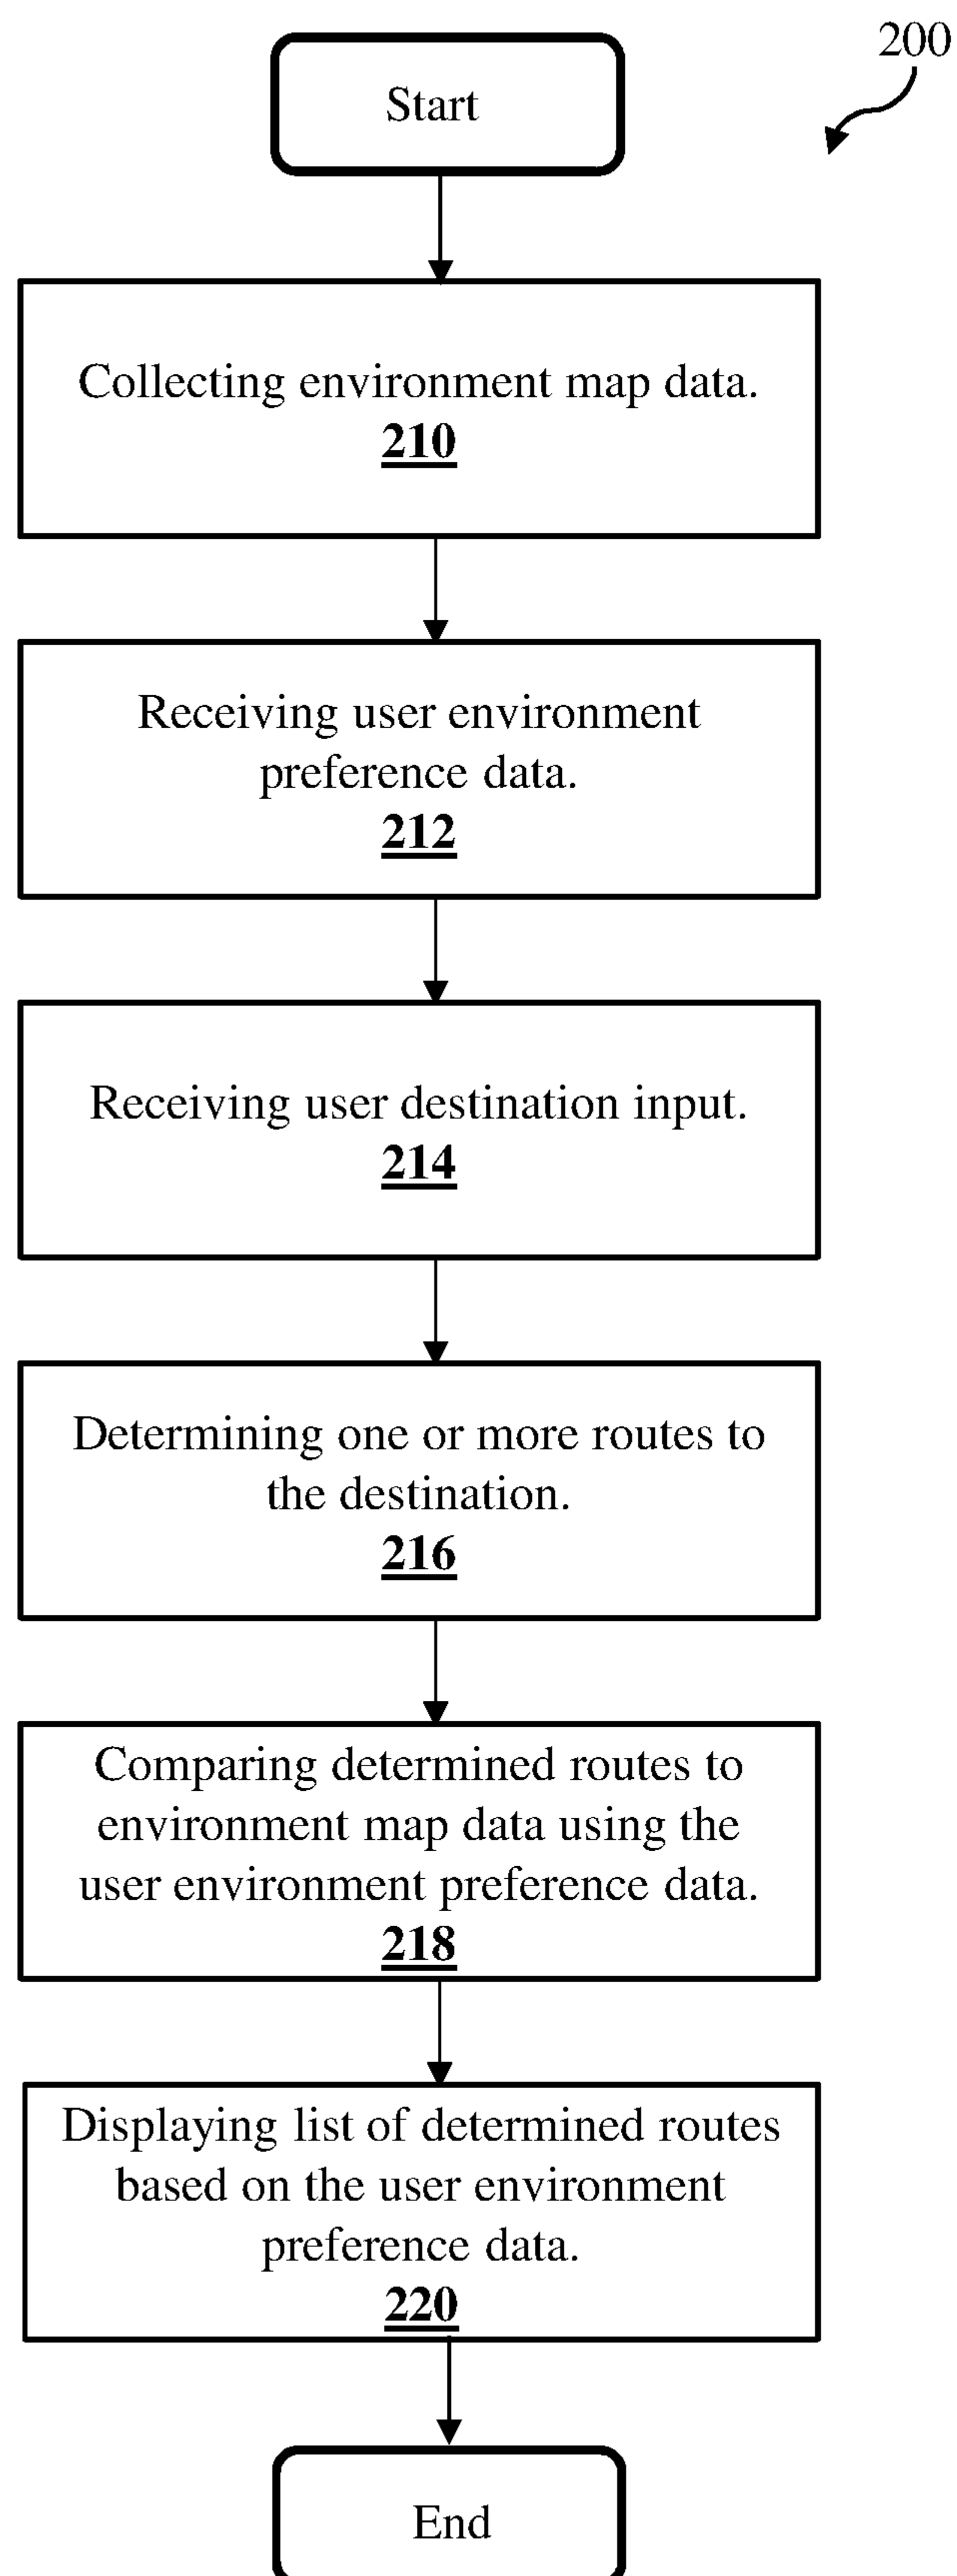 200
Start
Collecting environment map data.
210
Receiving user environment
preference data.
212
Receiving user destination input.
214
Determining one or more routes to
the destination.
216
Comparing determined routes to
environment map data using the
user environment preference data.
218
Displaying list of determined routes
based on the user environment
preference data.
220
End